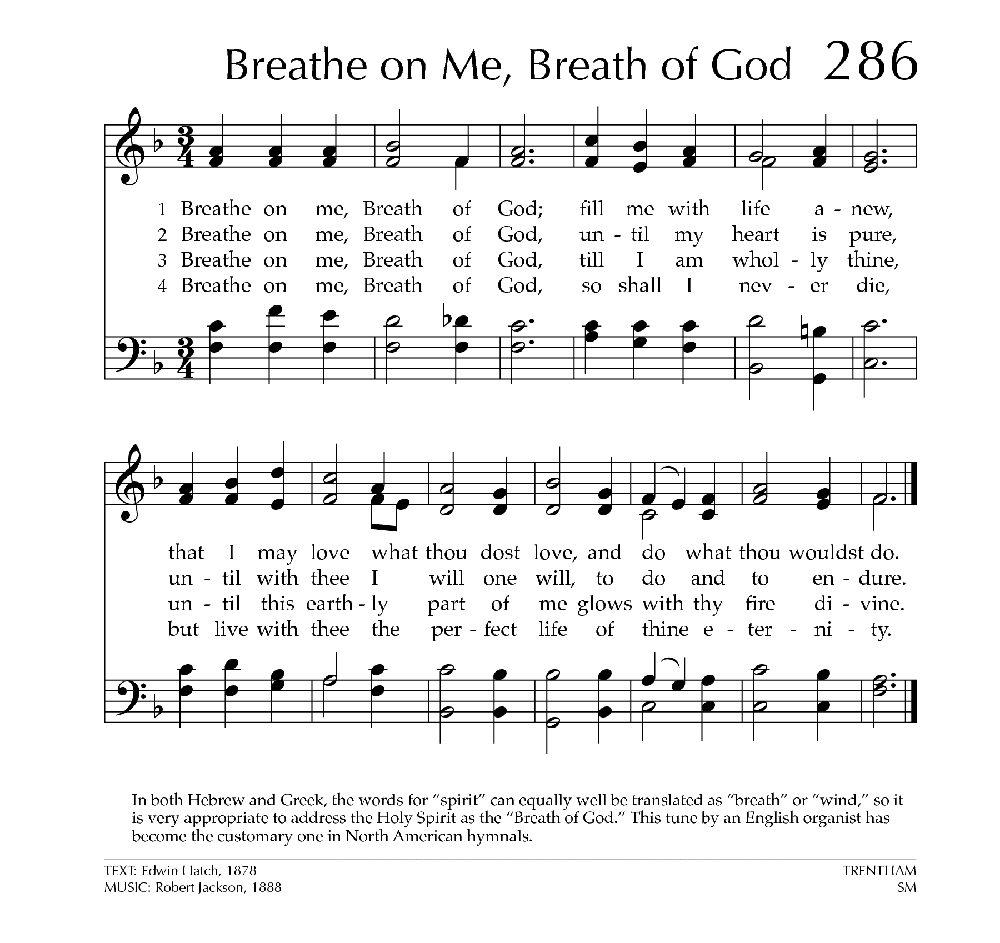 Breathe on Me, Breath of God 286
1 Breathe on me, Breath of God; fill me with life a - new,
2 Breathe on me, Breath of God, un - til my heart is pure,
3 Breathe on me, Breath of God, till I am whol - ly thine,
4 Breathe on me, Breath of God, so shall I nev - er die,
that I may love what thou dost love, and do what thou wouldst do.
un - til with thee I will one will, to do and to en - dure.
un - til this earth - ly part of me glows with thy fire di - vine.
but live with thee the per - fect life of thine e - ter - ni - ty.
In both Hebrew and Greek, the words for “spirit” can equally well be translated as “breath” or “wind,” so it
is very appropriate to address the Holy Spirit as the “Breath of God.” This tune by an English organist has
become the customary one in North American hymnals.
TEXT: Edwin Hatch, 1878 TRENTHAM
MUSIC: Robert Jackson, 1888 SM